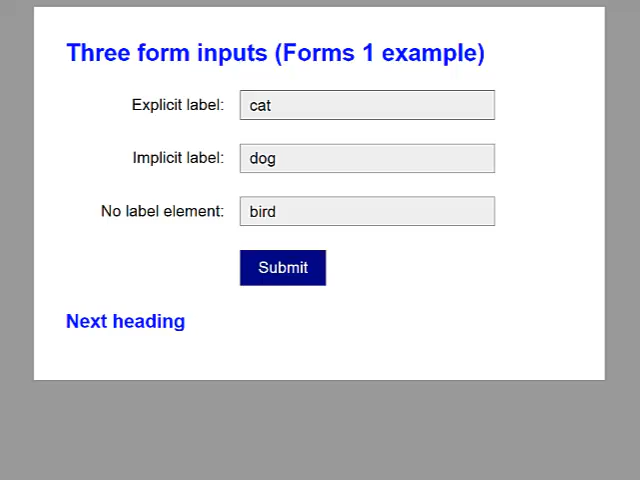 Three form inputs (Forms 1 example)
Explicit label: cat
Implicit label: dog
No label element: bird
Submit
Next heading